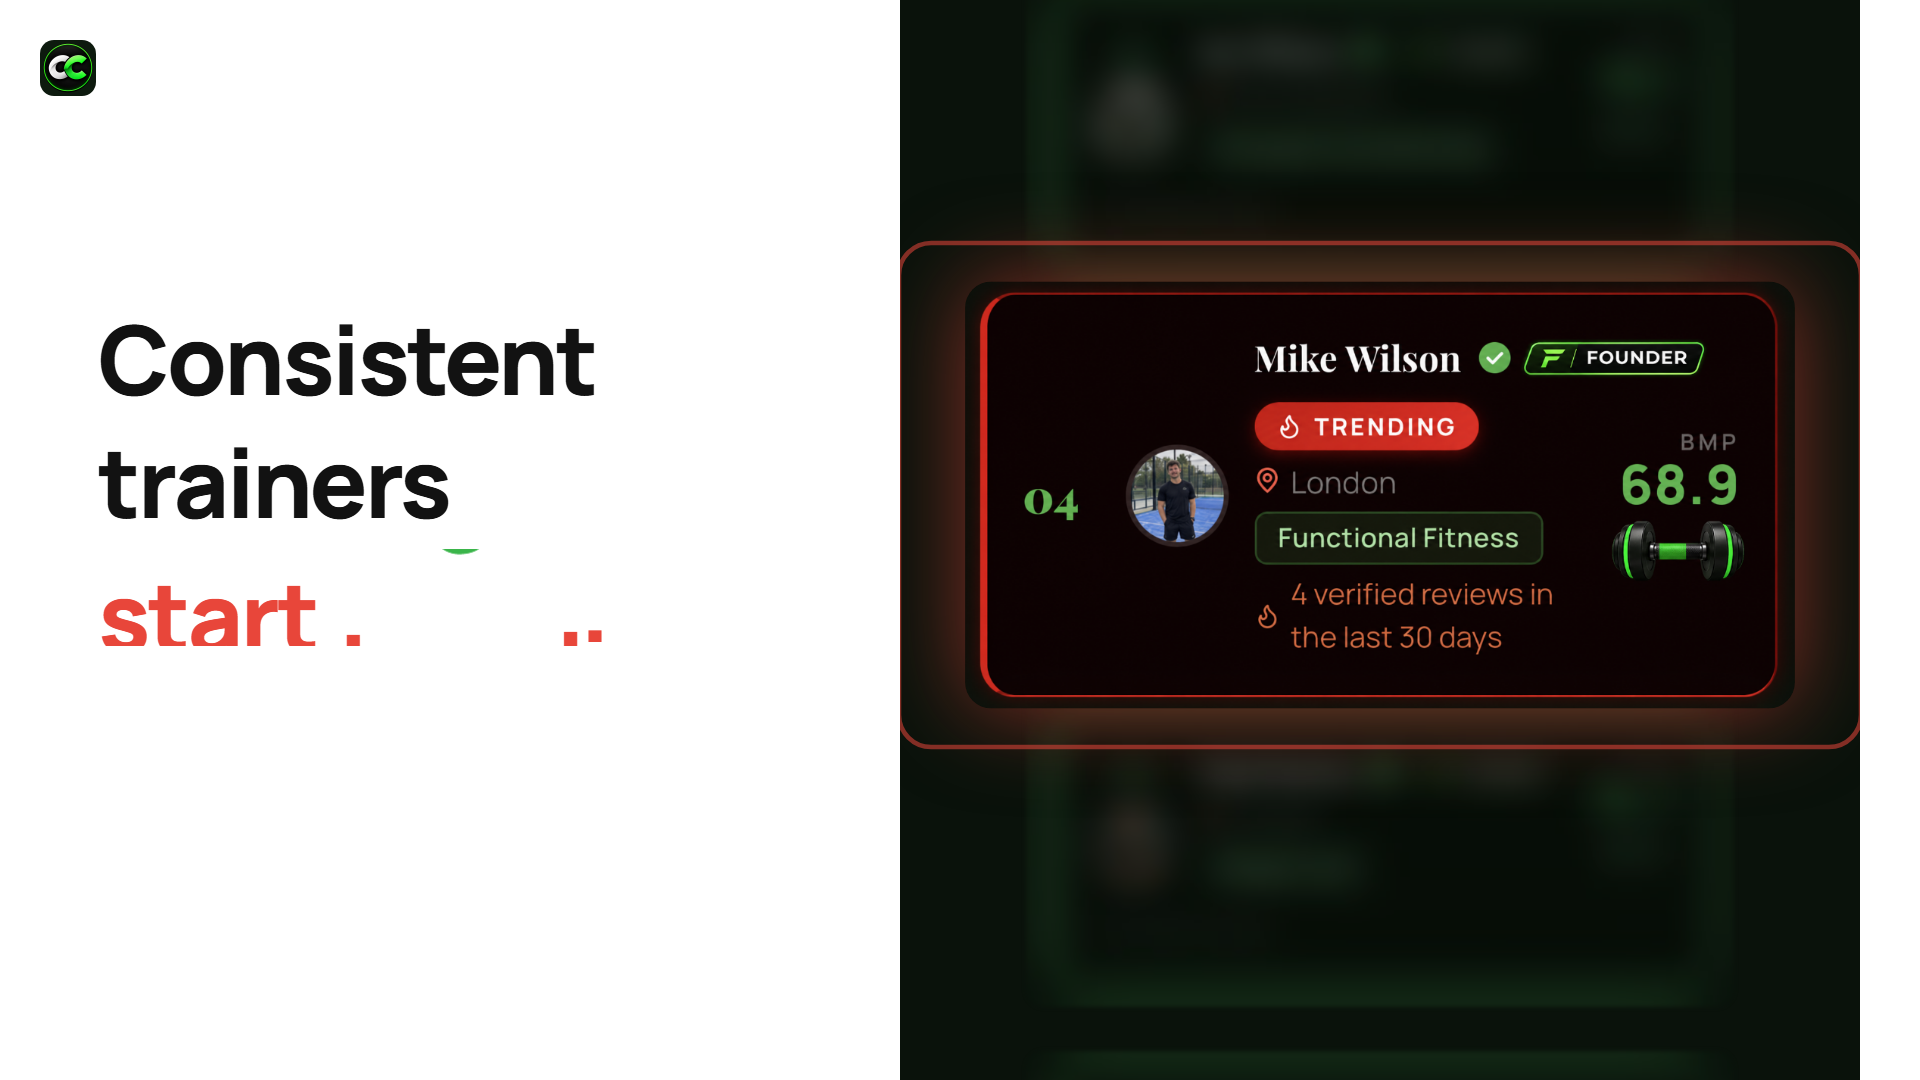 CC
Consistent
trainers
start
Mike Wilson
FOUNDER
TRENDING
BMP
04
London
68.9
Functional Fitness
4 verified reviews in
the last 30 days